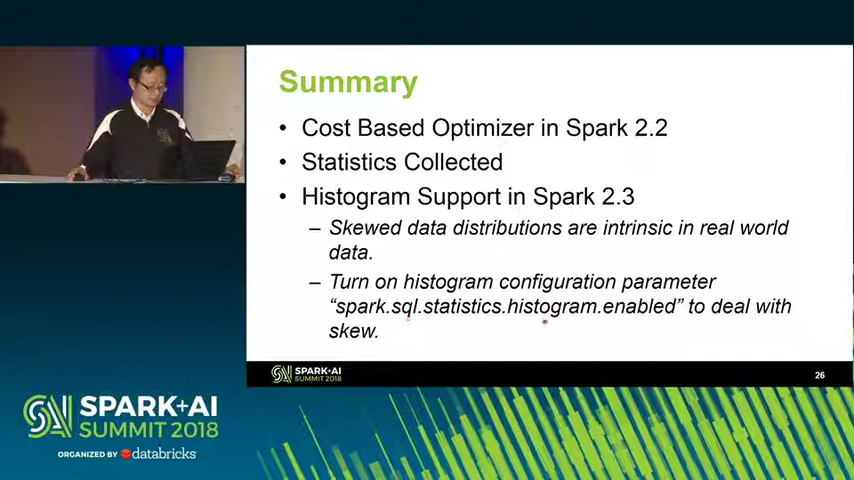 Summary
• Cost Based Optimizer in Spark 2.2
• Statistics Collected
• Histogram Support in Spark 2.3
– Skewed data distributions are intrinsic in real world
data.
– Turn on histogram configuration parameter
“spark.sql.statistics.histogram.enabled” to deal with
skew.
SPARK+AI
SUMMIT 2018
26
SPARK+AI
SUMMIT 2018
ORGANIZED BY databricks